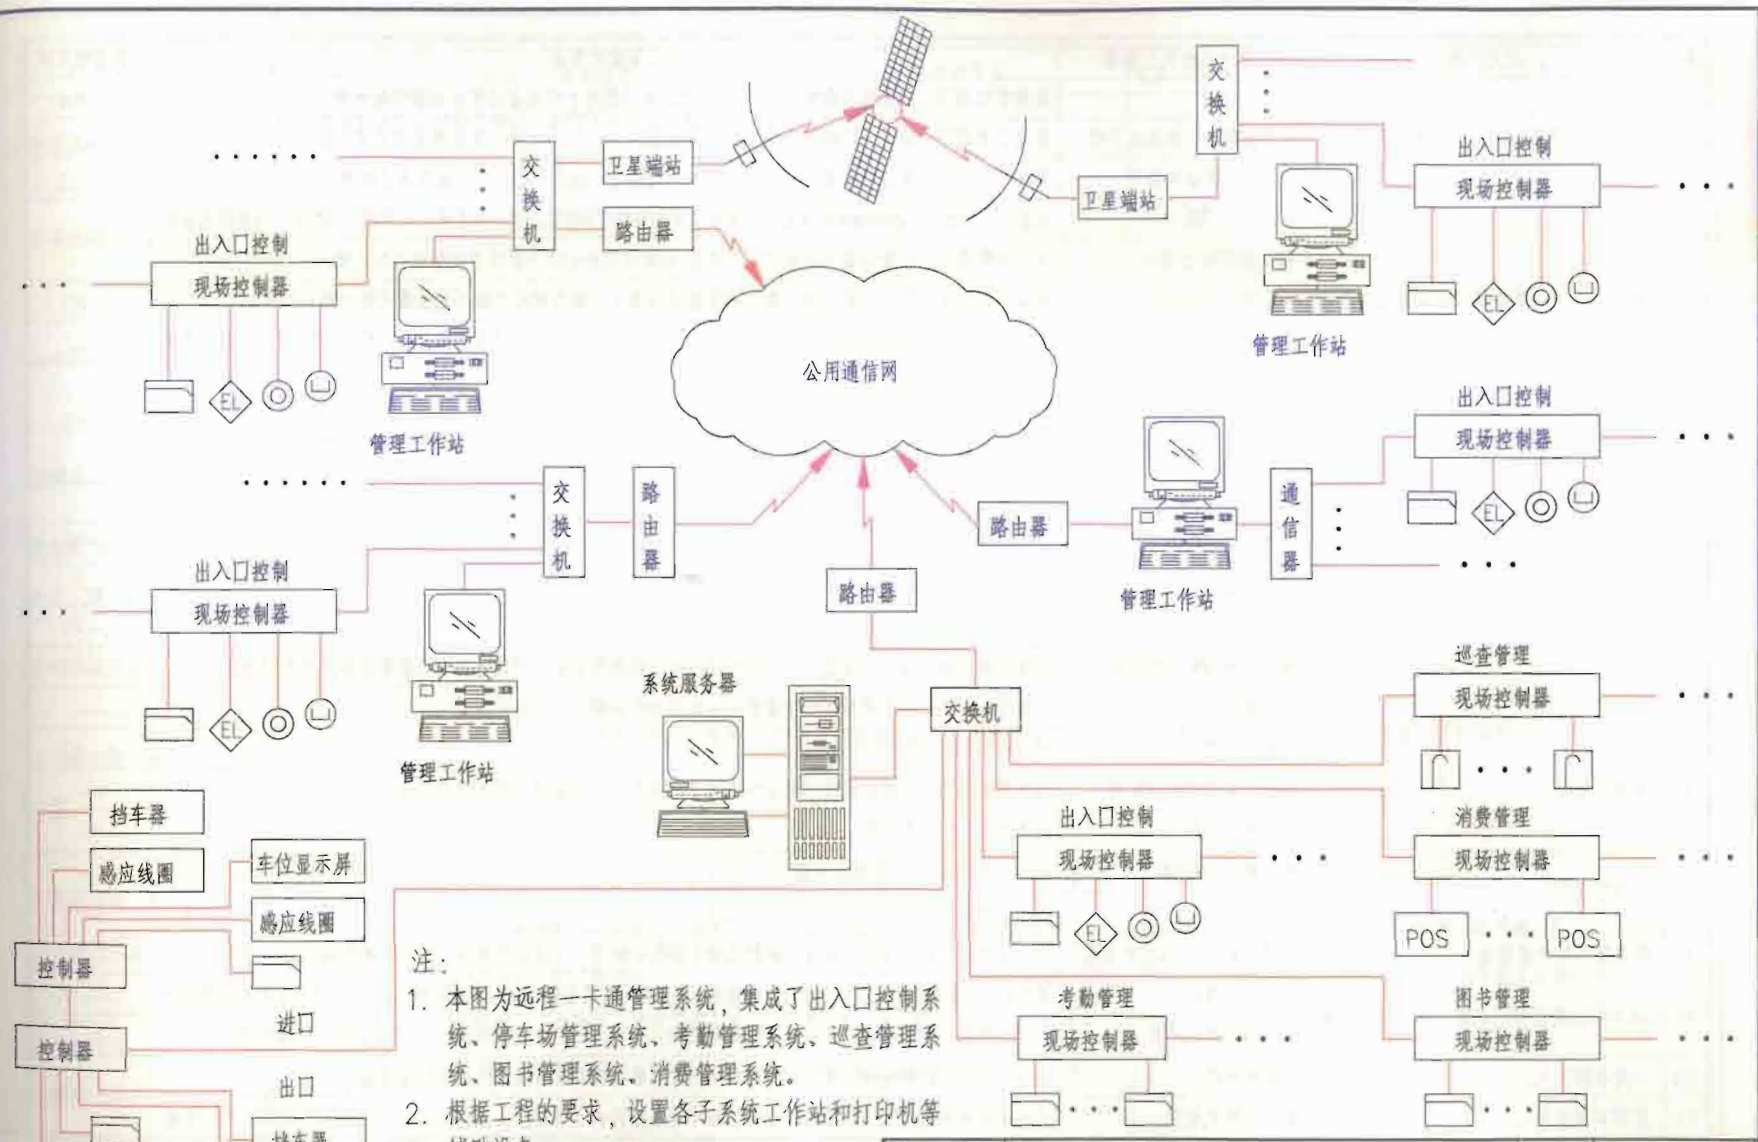 交换机
出入口控制
现场控制器
交换机
卫星端站
卫星端站
路由器
出入口控制
现场控制器
EL
管理工作站
EL
管理工作站
公用通信网
出入口控制
现场控制器
EL
交换机
路由器
路由器
管理工作站
通信器
出入口控制
现场控制器
EL
管理工作站
路由器
系统服务器
交换机
巡查管理
现场控制器
消费管理
现场控制器
POS
POS
出入口控制
现场控制器
EL
考勤管理
现场控制器
图书管理
现场控制器
挡车器
感应线圈
车位显示屏
感应线圈
控制器
进口
控制器
出口
挡车器
注:
1. 本图为远程一卡通管理系统,集成了出入口控制系
统、停车场管理系统、考勤管理系统、巡查管理系
统、图书管理系统、消费管理系统。
2. 根据工程的要求,设置各子系统工作站和打印机等